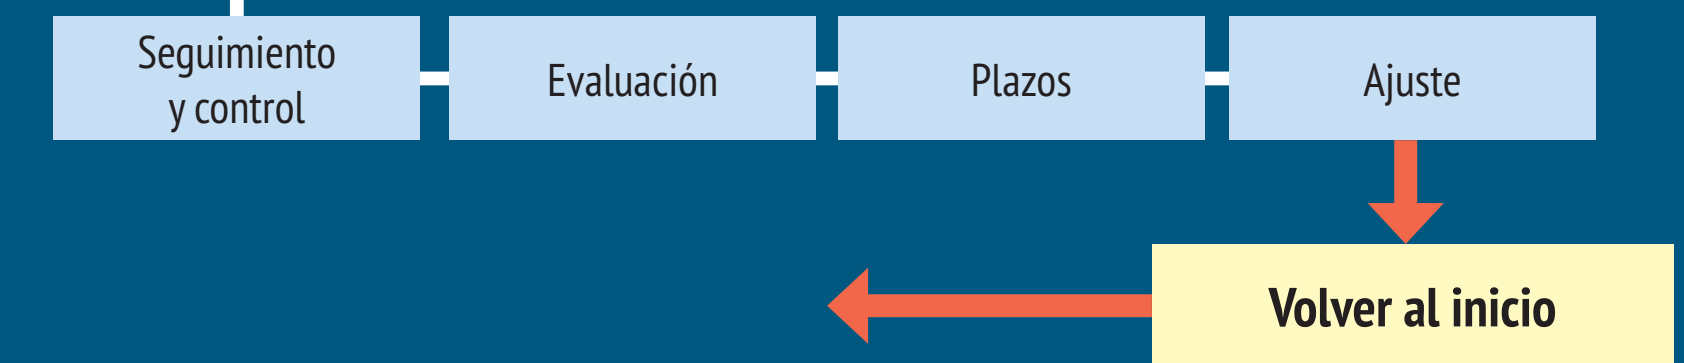 Seguimiento
y control
Evaluación
Plazos
Ajuste
Volver al inicio